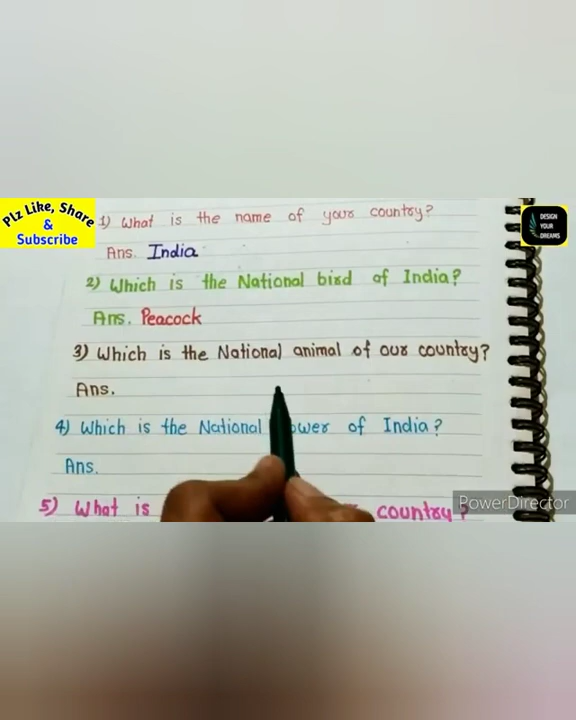 Plz Like, Share
&
Subscribe
DESIGN
YOUR
DREAMS
1) What is the name of your country?
Ans. India
2) Which is the National bird of India?
Ans. Peacock
3) Which is the National animal of our country?
Ans.
4) Which is the National of India?
Ans.
5) What is country?
PowerDirector